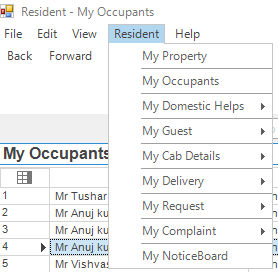 Resident - My Occupants
File Edit View Resident Help
Back Forward
My Property
My Occupants
My Domestic Helps
My Guest
My Cab Details
My Delivery
My Request
My Complaint
My NoticeBoard
My Occupants
1 Mr Tushar
2 Mr Anuj ku
3 Mr Anuj ku
4 Mr Anuj ku
5 Mr Vishvas